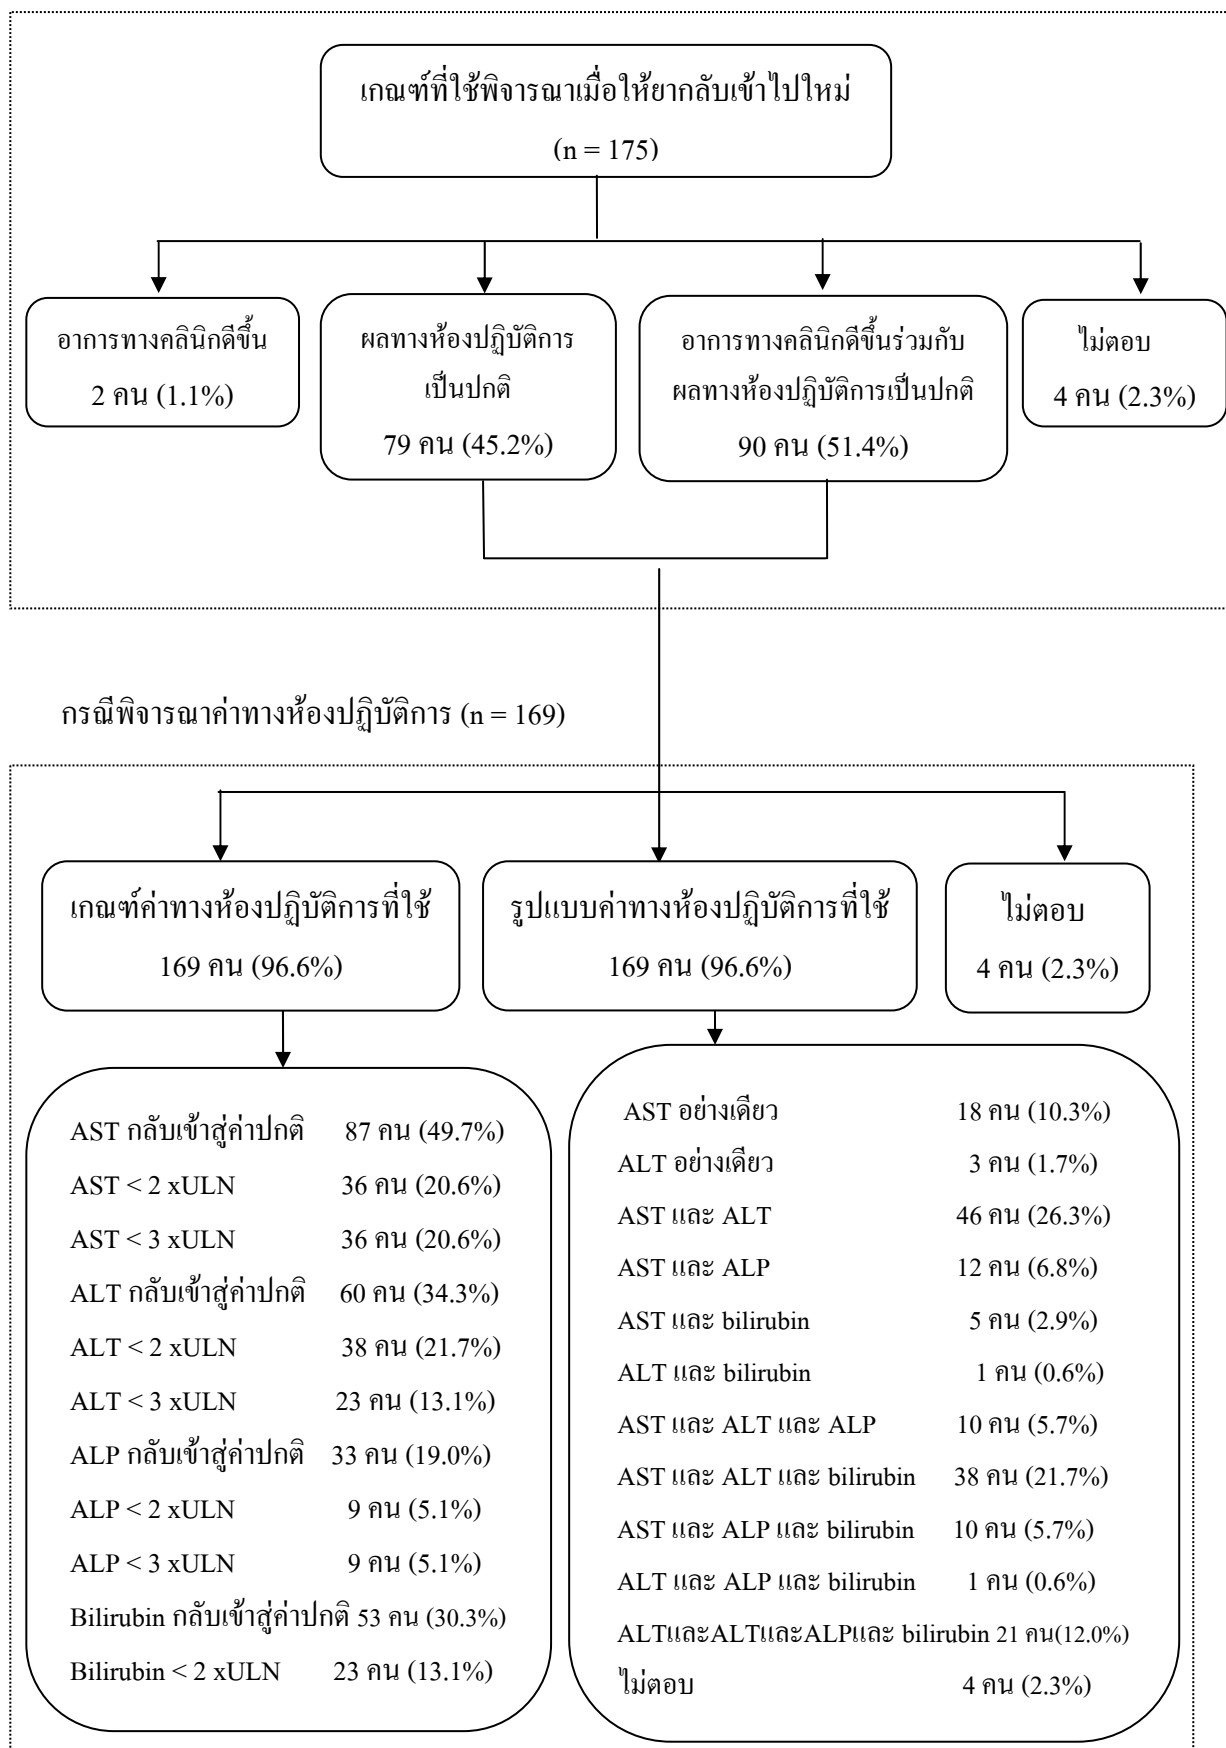 เกณฑ์ที่ใช้พิจารณาเมื่อให้ยากลับเข้าไปใหม่
(n = 175)
อาการทางคลินิกดีขึ้น
2 คน (1.1%)
ผลทางห้องปฏิบัติการ
เป็นปกติ
79 คน (45.2%)
อาการทางคลินิกดีขึ้นร่วมกับ
ผลทางห้องปฏิบัติการเป็นปกติ
90 คน (51.4%)
ไม่ตอบ
4 คน (2.3%)
กรณีพิจารณาค่าทางห้องปฏิบัติการ (n = 169)
เกณฑ์ค่าทางห้องปฏิบัติการที่ใช้
169 คน (96.6%)
รูปแบบค่าทางห้องปฏิบัติการที่ใช้
169 คน (96.6%)
ไม่ตอบ
4 คน (2.3%)
AST กลับเข้าสู่ค่าปกติ 87 คน (49.7%)
AST < 2 xULN 36 คน (20.6%)
AST < 3 xULN 36 คน (20.6%)
ALT กลับเข้าสู่ค่าปกติ 60 คน (34.3%)
ALT < 2 xULN 38 คน (21.7%)
ALT < 3 xULN 23 คน (13.1%)
ALP กลับเข้าสู่ค่าปกติ 33 คน (19.0%)
ALP < 2 xULN 9 คน (5.1%)
ALP < 3 xULN 9 คน (5.1%)
Bilirubin กลับเข้าสู่ค่าปกติ 53 คน (30.3%)
Bilirubin < 2 xULN 23 คน (13.1%)
AST อย่างเดียว 18 คน (10.3%)
ALT อย่างเดียว 3 คน (1.7%)
AST และ ALT 46 คน (26.3%)
AST และ ALP 12 คน (6.8%)
AST และ bilirubin 5 คน (2.9%)
ALT และ bilirubin 1 คน (0.6%)
AST และ ALT และ ALP 10 คน (5.7%)
AST และ ALT และ bilirubin 38 คน (21.7%)
AST และ ALP และ bilirubin 10 คน (5.7%)
ALT และ ALP และ bilirubin 1 คน (0.6%)
ALTและALTและALPและ bilirubin 21 คน(12.0%)
ไม่ตอบ 4 คน (2.3%)